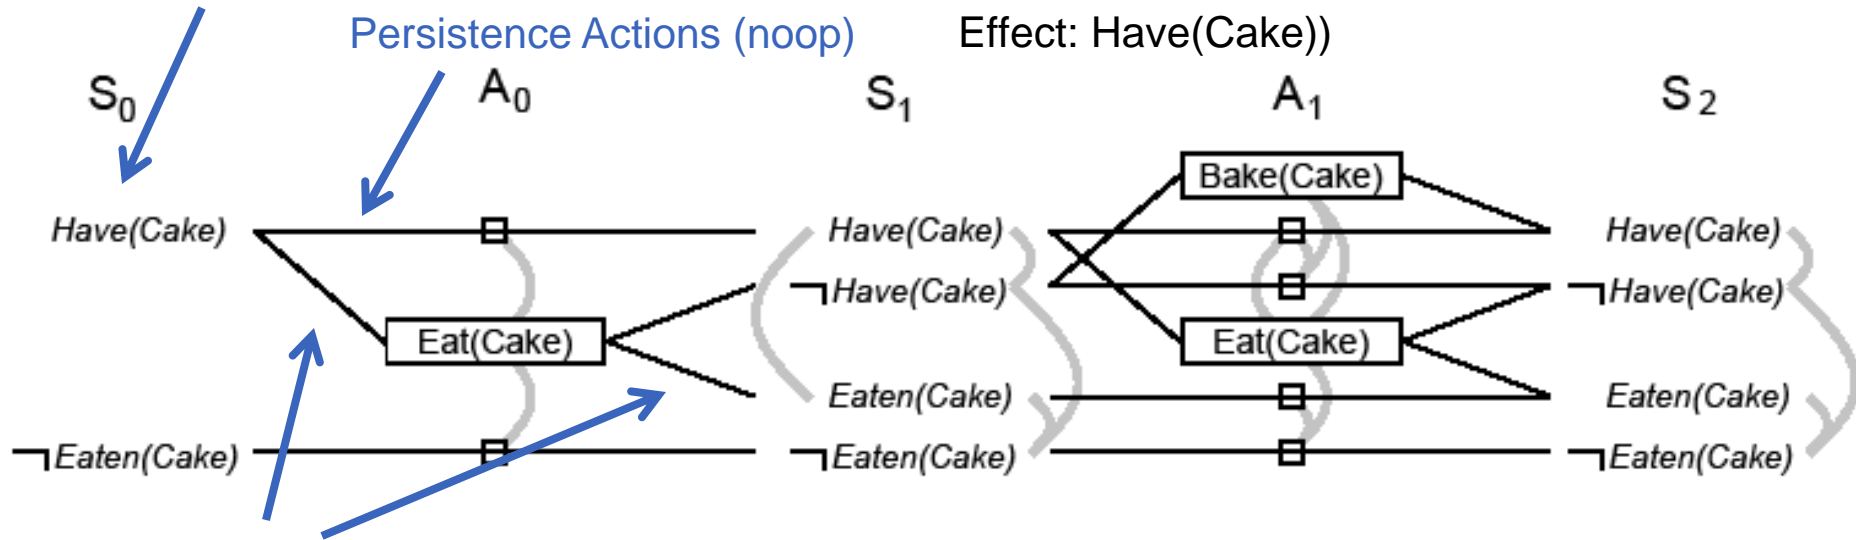 Persistence Actions (noop) Effect: Have(Cake))
S0 A0 S1 A1 S2
Bake(Cake)
Have(Cake) Have(Cake) Have(Cake)
¬Have(Cake) ¬Have(Cake)
Eat(Cake) Eat(Cake)
Eaten(Cake) Eaten(Cake)
¬Eaten(Cake) ¬Eaten(Cake) ¬Eaten(Cake)